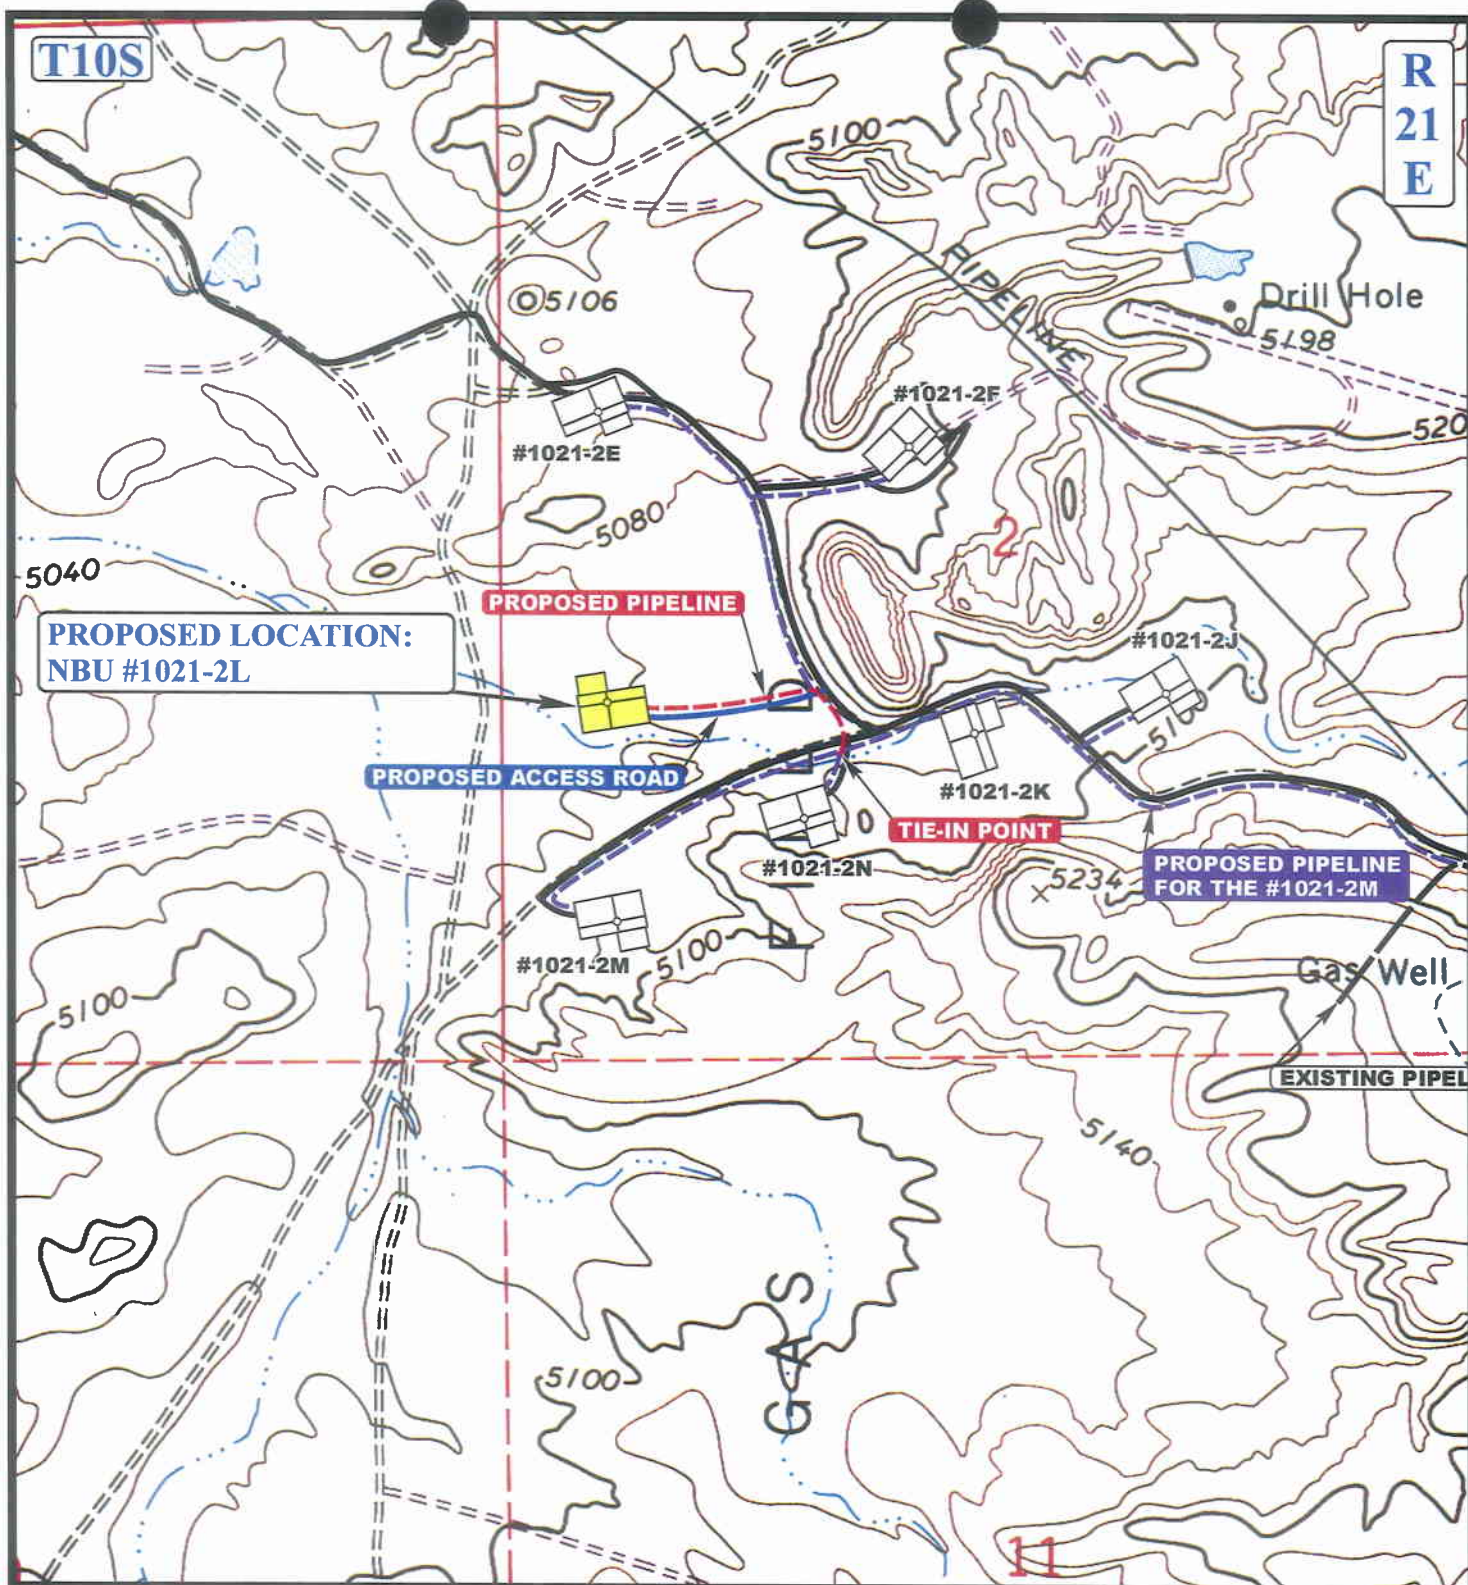 T10S
R
21
E
5100
PIPELINE
Drill Hole
5198
5106
#1021-2F
#1021-2E
520
5080
2
5040
PROPOSED PIPELINE
PROPOSED LOCATION:
NBU #1021-2L
#1021-2J
PROPOSED ACCESS ROAD
#1021-2K
TIE-IN POINT
#1021-2N
PROPOSED PIPELINE
FOR THE #1021-2M
5234
#1021-2M
5100
5100
Gas Well
EXISTING PIPEL
5140
GAS
5100
11